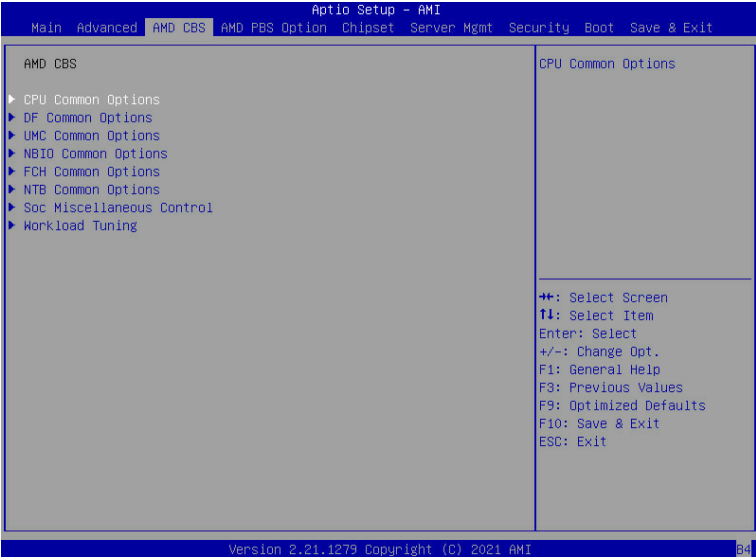 Aptio Setup – AMI
Main Advanced AMD CBS AMD PBS Option Chipset Server Mgmt Security Boot Save & Exit
AMD CBS
CPU Common Options
DF Common Options
UMC Common Options
NBIO Common Options
FCH Common Options
NTB Common Options
Soc Miscellaneous Control
Workload Tuning
CPU Common Options
→←: Select Screen
↑↓: Select Item
Enter: Select
+/-: Change Opt.
F1: General Help
F3: Previous Values
F9: Optimized Defaults
F10: Save & Exit
ESC: Exit
Version 2.21.1279 Copyright (C) 2021 AMI
B4